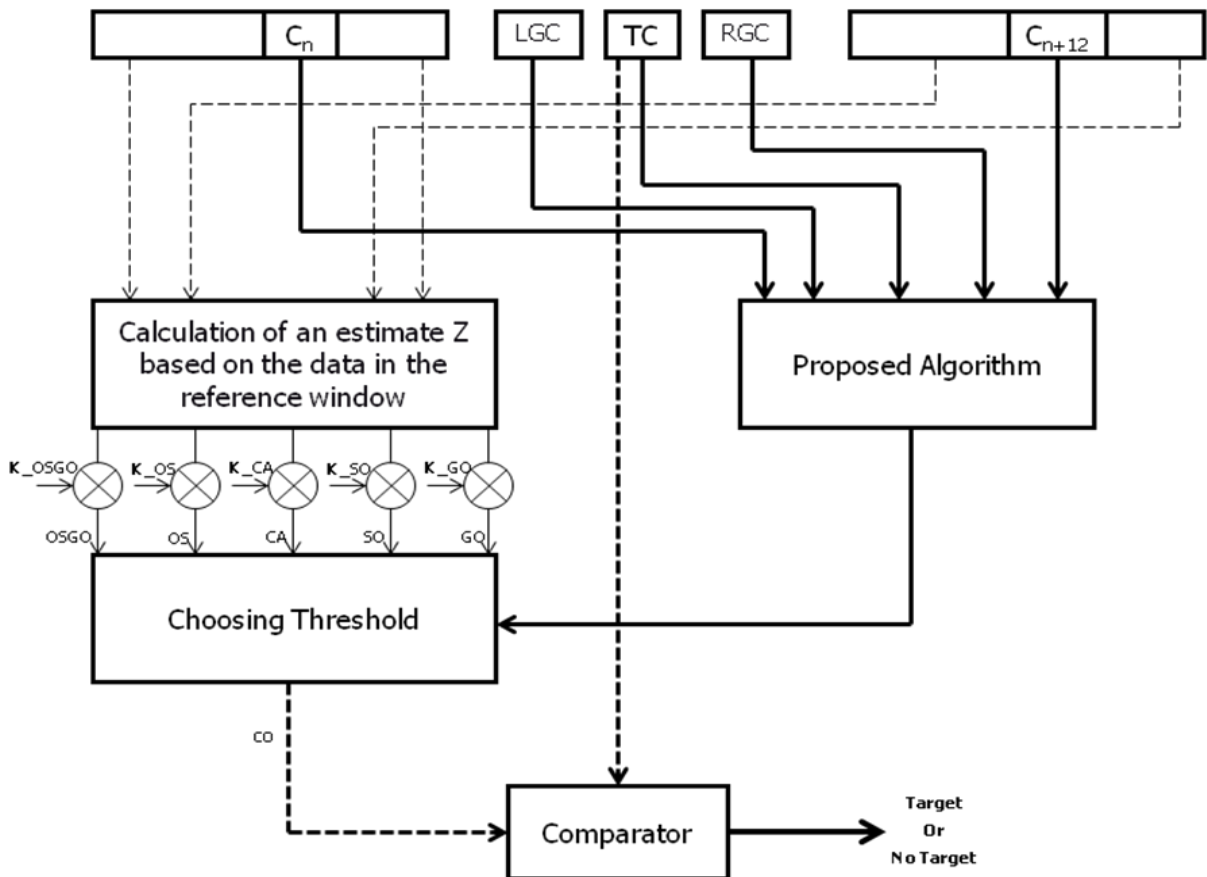 Cn
LGC
TC
RGC
Cn+12
Calculation of an estimate Z
based on the data in the
reference window
Proposed Algorithm
K_OSGO
K_OS
K_CA
K_SO
K_GO
OSGO
OS
CA
SO
GO
Choosing Threshold
CO
Comparator
Target
Or
No Target